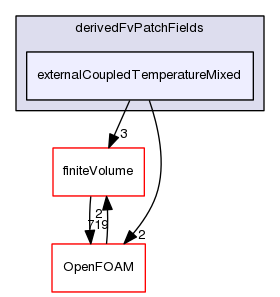 derivedFvPatchFields
externalCoupledTemperatureMixed
3
finiteVolume
2
719
2
OpenFOAM